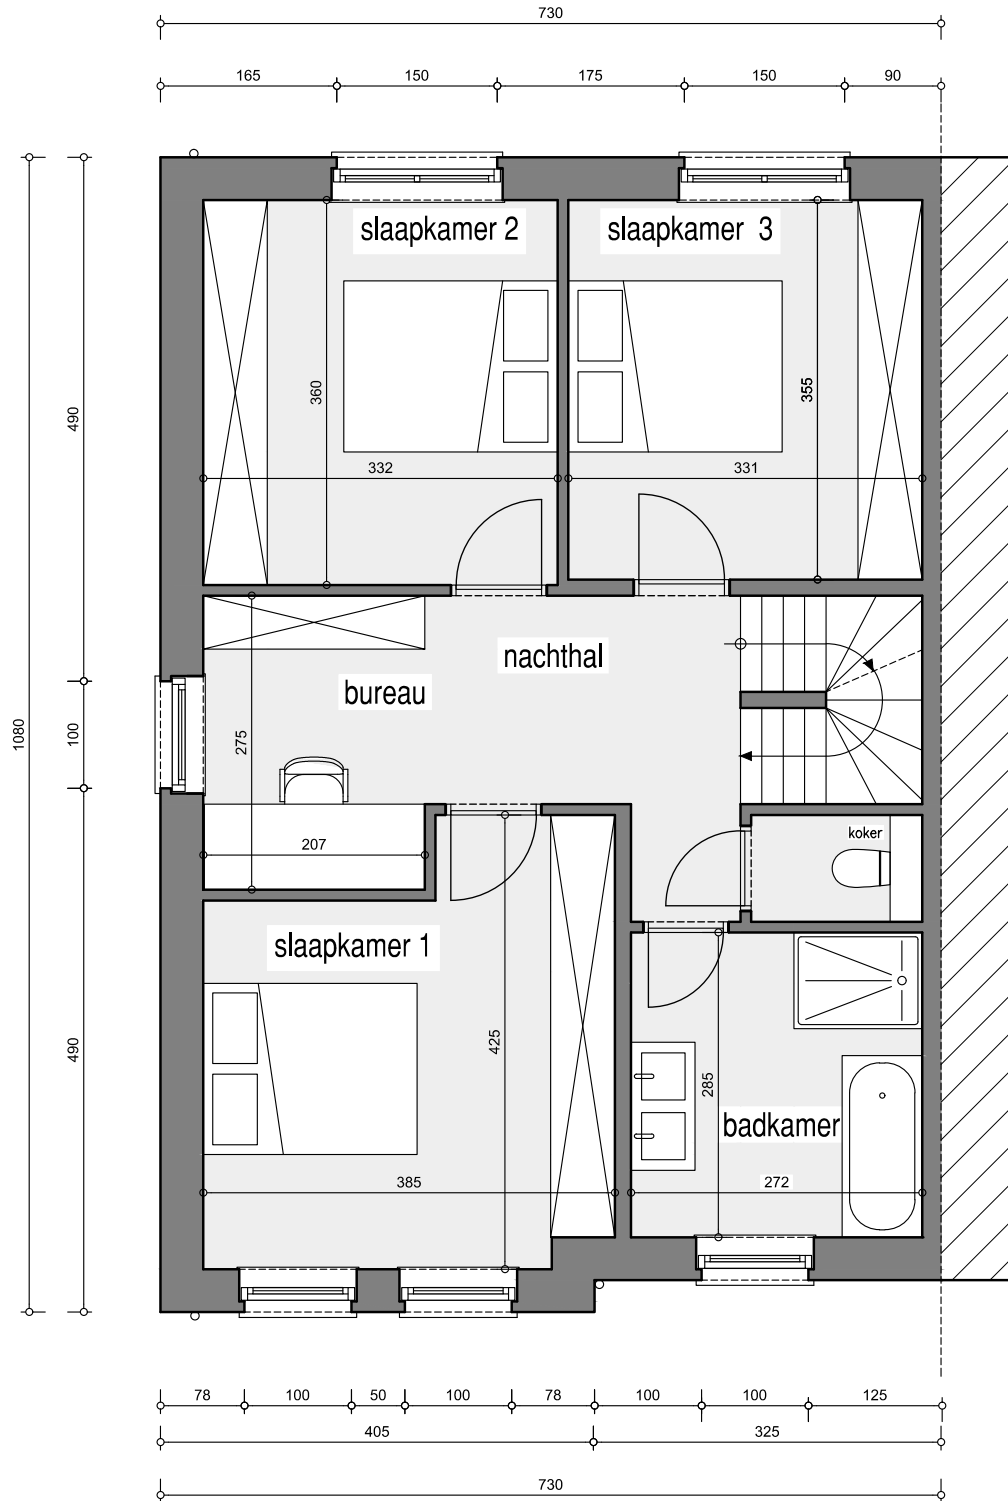 730
165 150 175 150 90
slaapkamer 2 slaapkamer 3
360 355
490
332 331
nachthal
bureau
1080 100 275
koker
207
slaapkamer 1
490 425 285
badkamer
385 272
78 100 50 100 78 100 100 125
405 325
730